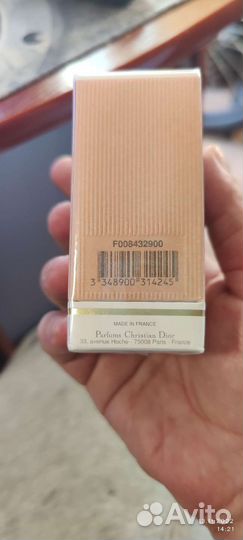 F008432900
3 348900 314245
MADE IN FRANCE
Parfums Christian Dior
33, avenue Hoche - 75008 Paris - France
14:21
Avito